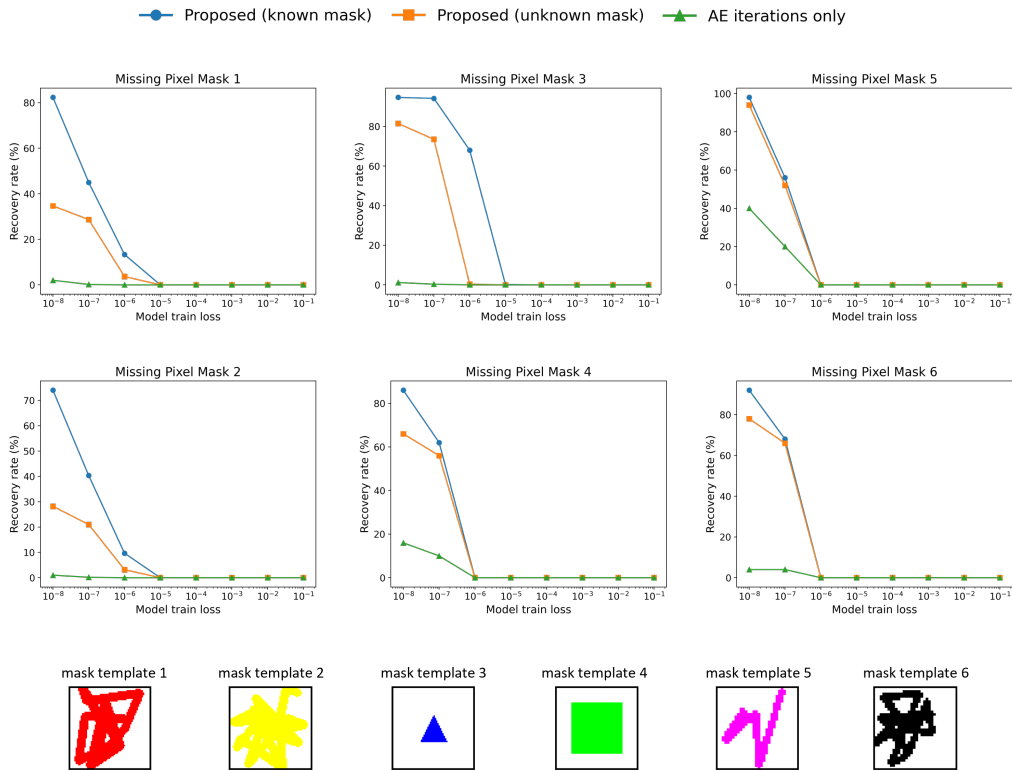 Proposed (known mask) Proposed (unknown mask) AE iterations only
Missing Pixel Mask 1
Recovery rate (%)
80
60
40
20
0
10⁻⁸ 10⁻⁷ 10⁻⁶ 10⁻⁵ 10⁻⁴ 10⁻³ 10⁻² 10⁻¹
Model train loss
Missing Pixel Mask 3
Recovery rate (%)
80
60
40
20
0
10⁻⁸ 10⁻⁷ 10⁻⁶ 10⁻⁵ 10⁻⁴ 10⁻³ 10⁻² 10⁻¹
Model train loss
Missing Pixel Mask 5
Recovery rate (%)
100
80
60
40
20
0
10⁻⁸ 10⁻⁷ 10⁻⁶ 10⁻⁵ 10⁻⁴ 10⁻³ 10⁻² 10⁻¹
Model train loss
Missing Pixel Mask 2
Recovery rate (%)
70
60
50
40
30
20
10
0
10⁻⁸ 10⁻⁷ 10⁻⁶ 10⁻⁵ 10⁻⁴ 10⁻³ 10⁻² 10⁻¹
Model train loss
Missing Pixel Mask 4
Recovery rate (%)
80
60
40
20
0
10⁻⁸ 10⁻⁷ 10⁻⁶ 10⁻⁵ 10⁻⁴ 10⁻³ 10⁻² 10⁻¹
Model train loss
Missing Pixel Mask 6
Recovery rate (%)
80
60
40
20
0
10⁻⁸ 10⁻⁷ 10⁻⁶ 10⁻⁵ 10⁻⁴ 10⁻³ 10⁻² 10⁻¹
Model train loss
mask template 1 mask template 2 mask template 3 mask template 4 mask template 5 mask template 6